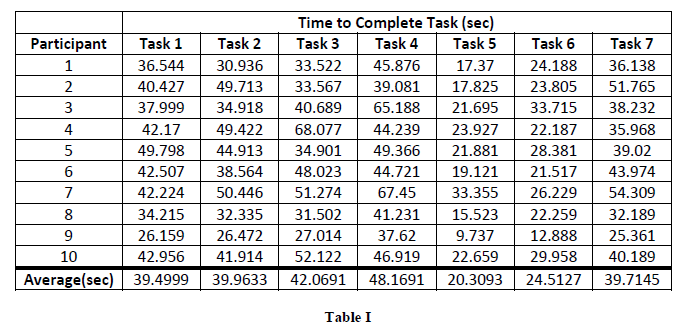 Time to Complete Task (sec)
Participant Task 1 Task 2 Task 3 Task 4 Task 5 Task 6 Task 7
1 36.544 30.936 33.522 45.876 17.37 24.188 36.138
2 40.427 49.713 33.567 39.081 17.825 23.805 51.765
3 37.999 34.918 40.689 65.188 21.695 33.715 38.232
4 42.17 49.422 68.077 44.239 23.927 22.187 35.968
5 49.798 44.913 34.901 49.366 21.881 28.381 39.02
6 42.507 38.564 48.023 44.721 19.121 21.517 43.974
7 42.224 50.446 51.274 67.45 33.355 26.229 54.309
8 34.215 32.335 31.502 41.231 15.523 22.259 32.189
9 26.159 26.472 27.014 37.62 9.737 12.888 25.361
10 42.956 41.914 52.122 46.919 22.659 29.958 40.189
Average(sec) 39.4999 39.9633 42.0691 48.1691 20.3093 24.5127 39.7145
Table I